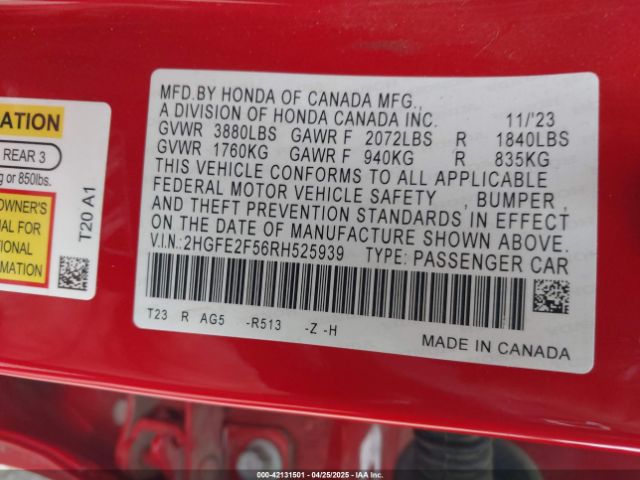 ATION
REAR 3
g or 850lbs.
OWNER'S
UAL FOR
TIONAL
RMATION
T20 A1
MFD.BY HONDA OF CANADA MFG.,
A DIVISION OF HONDA CANADA INC. 11/'23
GVWR 3880LBS GAWR F 2072LBS R 1840LBS
GVWR 1760KG GAWR F 940KG R 835KG
THIS VEHICLE CONFORMS TO ALL APPLICABLE
FEDERAL MOTOR VEHICLE SAFETY , BUMPER ,
AND THEFT PREVENTION STANDARDS IN EFFECT
ON THE DATE OF MANUFACTURE SHOWN ABOVE.
V.I.N.:2HGFE2F56RH525939 TYPE: PASSENGER CAR
T23 R AG5 -R513 -Z -H
MADE IN CANADA
000-42131501 - 04/25/2025 - IAA Inc.